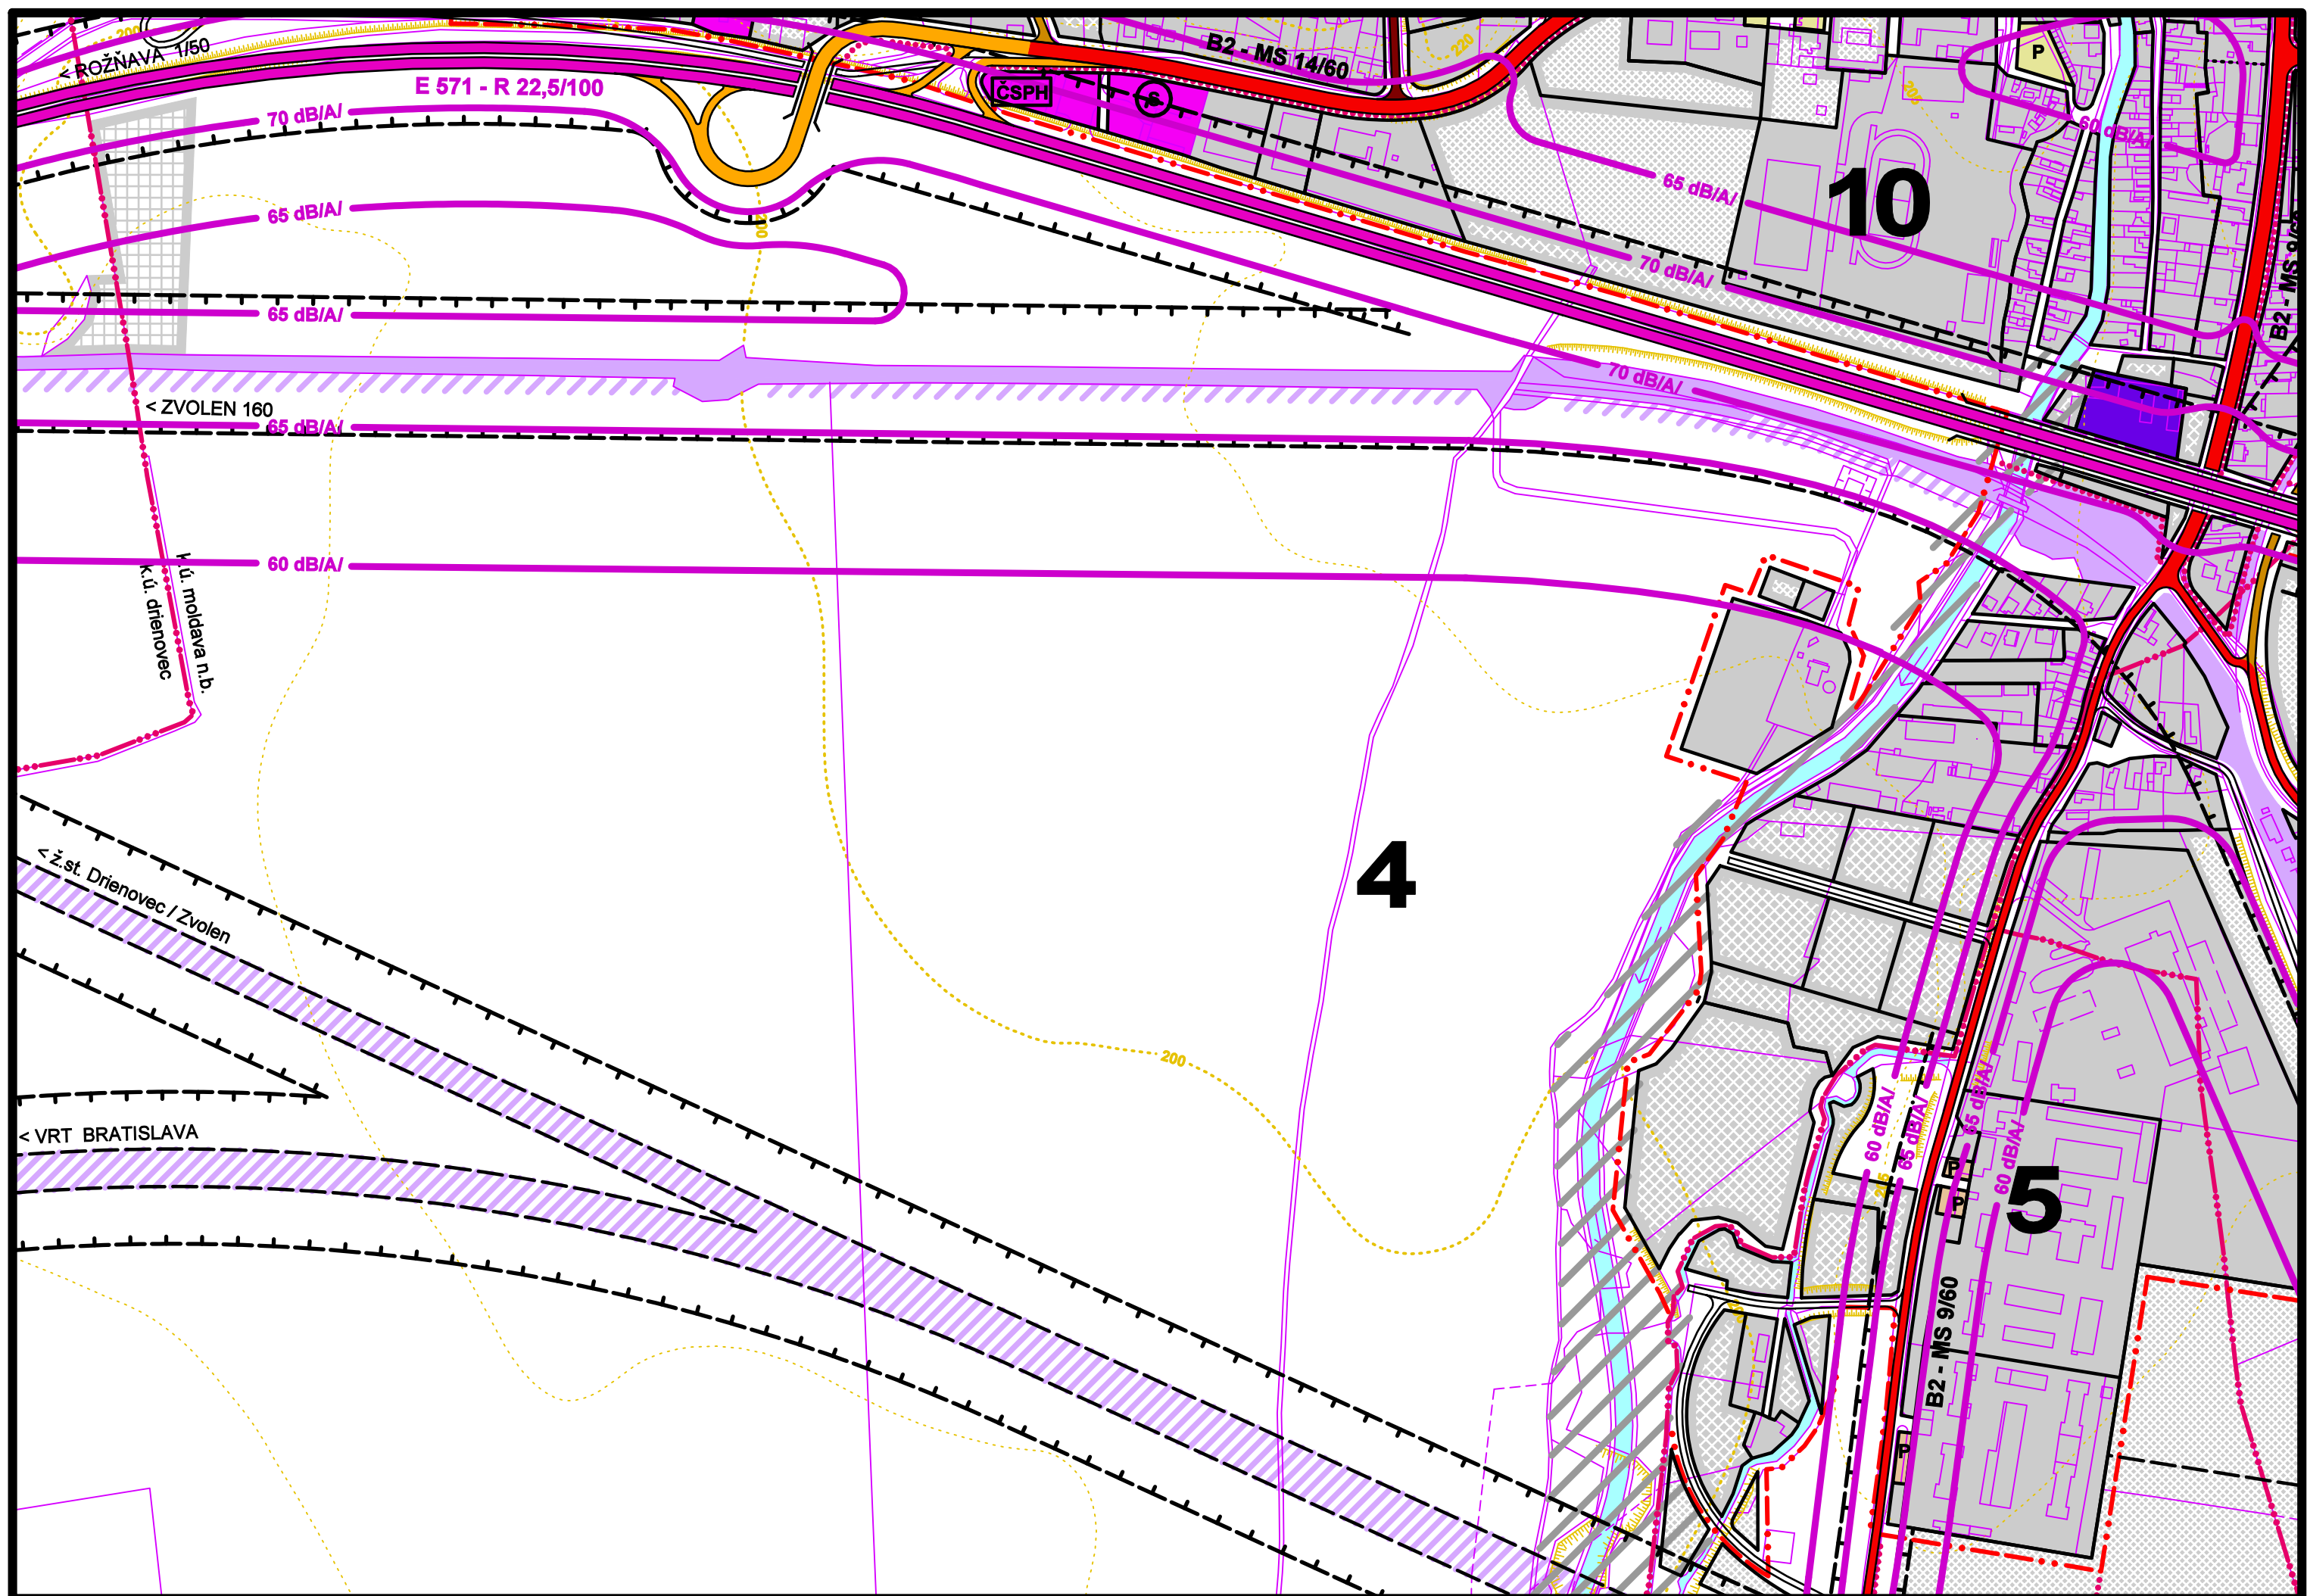 200
< ROŽŇAVA 1/50
E 571 - R 22,5/100
70 dB/A/
65 dB/A/
65 dB/A/
200
ČSPH
S
B2 - MS 14/60
220
P
205
60 dB/A/
65 dB/A/
10
70 dB/A/
B2 - MS 9/60
70 dB/A/
< ZVOLEN 160
65 dB/A/
60 dB/A/
k.ú. moldava n.b.
k.ú. drienovec
4
< ž.st. Drienovec / Zvolen
200
< VRT BRATISLAVA
60 dB/A/
65 dB/A/
65 dB/A/
60 dB/A/
P
P
5
B2 - MS 9/60
P